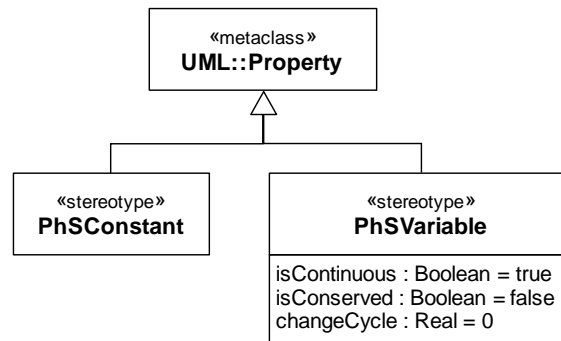 «metaclass»
UML::Property
«stereotype»
PhSConstant
«stereotype»
PhSVariable
isContinuous : Boolean = true
isConserved : Boolean = false
changeCycle : Real = 0